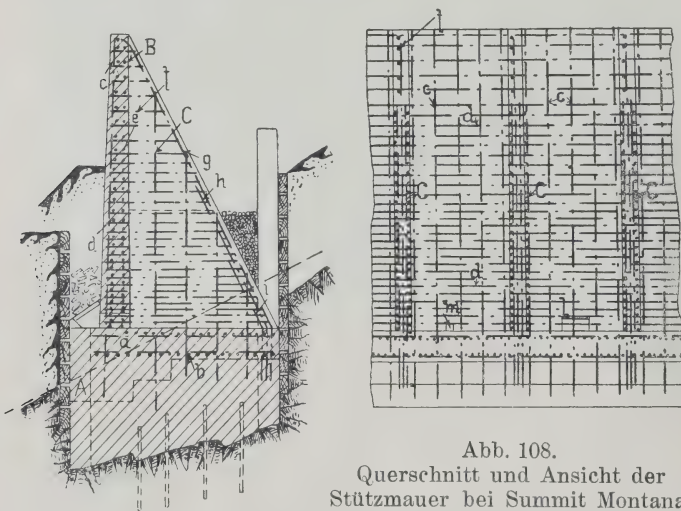 B
c
f
e
C
g
h
d
a
b
A
f
c
c
d
C
C
C
d
m
Abb. 108.
Querschnitt und Ansicht der
Stützmauer bei Summit Montana